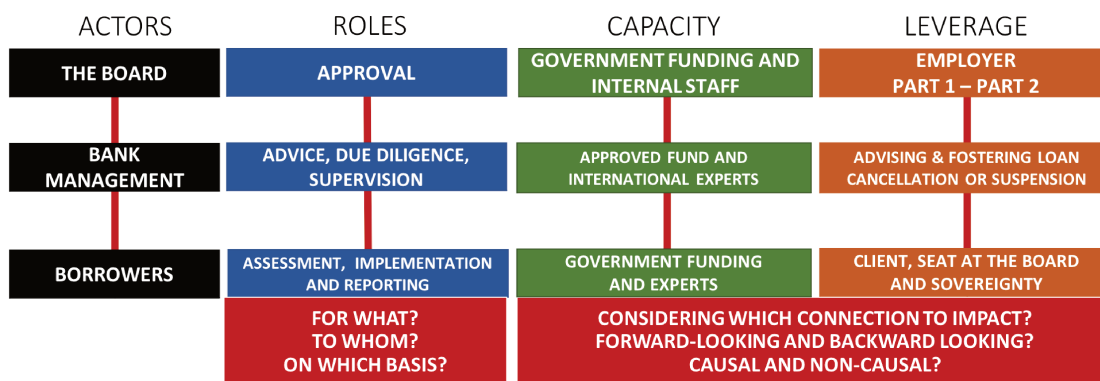 ACTORS
ROLES
CAPACITY
LEVERAGE
THE BOARD
APPROVAL
GOVERNMENT FUNDING AND
INTERNAL STAFF
EMPLOYER
PART 1 – PART 2
BANK
MANAGEMENT
ADVICE, DUE DILIGENCE,
SUPERVISION
APPROVED FUND AND
INTERNATIONAL EXPERTS
ADVISING & FOSTERING LOAN
CANCELLATION OR SUSPENSION
BORROWERS
ASSESSMENT, IMPLEMENTATION
AND REPORTING
GOVERNMENT FUNDING
AND EXPERTS
CLIENT, SEAT AT THE BOARD
AND SOVEREIGNTY
FOR WHAT?
TO WHOM?
ON WHICH BASIS?
CONSIDERING WHICH CONNECTION TO IMPACT?
FORWARD-LOOKING AND BACKWARD LOOKING?
CAUSAL AND NON-CAUSAL?